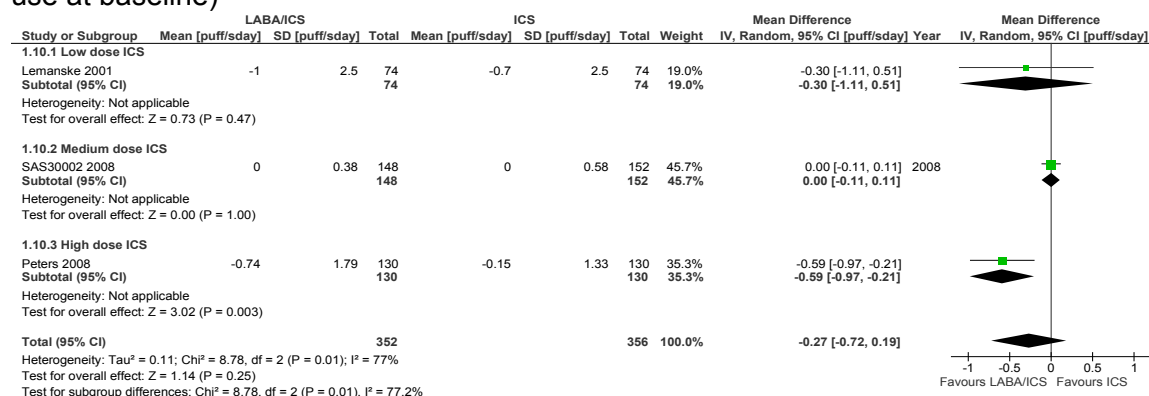 use at baseline)
LABA/ICS ICS Mean Difference Mean Difference
Study or Subgroup Mean [puff/sday] SD [puff/sday] Total Mean [puff/sday] SD [puff/sday] Total Weight IV, Random, 95% CI [puff/sday] Year IV, Random, 95% CI [puff/sday]
1.10.1 Low dose ICS
Lemanske 2001 -1 2.5 74 -0.7 2.5 74 19.0% -0.30 [-1.11, 0.51]
Subtotal (95% CI) 74 74 19.0% -0.30 [-1.11, 0.51]
Heterogeneity: Not applicable
Test for overall effect: Z = 0.73 (P = 0.47)
1.10.2 Medium dose ICS
SAS30002 2008 0 0.38 148 0 0.58 152 45.7% 0.00 [-0.11, 0.11] 2008
Subtotal (95% CI) 148 152 45.7% 0.00 [-0.11, 0.11]
Heterogeneity: Not applicable
Test for overall effect: Z = 0.00 (P = 1.00)
1.10.3 High dose ICS
Peters 2008 -0.74 1.79 130 -0.15 1.33 130 35.3% -0.59 [-0.97, -0.21]
Subtotal (95% CI) 130 130 35.3% -0.59 [-0.97, -0.21]
Heterogeneity: Not applicable
Test for overall effect: Z = 3.02 (P = 0.003)
Total (95% CI) 352 356 100.0% -0.27 [-0.72, 0.19]
Heterogeneity: Tau² = 0.11; Chi² = 8.78, df = 2 (P = 0.01); I² = 77%
Test for overall effect: Z = 1.14 (P = 0.25)
Test for subgroup differences: Chi² = 8.78, df = 2 (P = 0.01), I² = 77.2%
-1 -0.5 0 0.5 1
Favours LABA/ICS Favours ICS